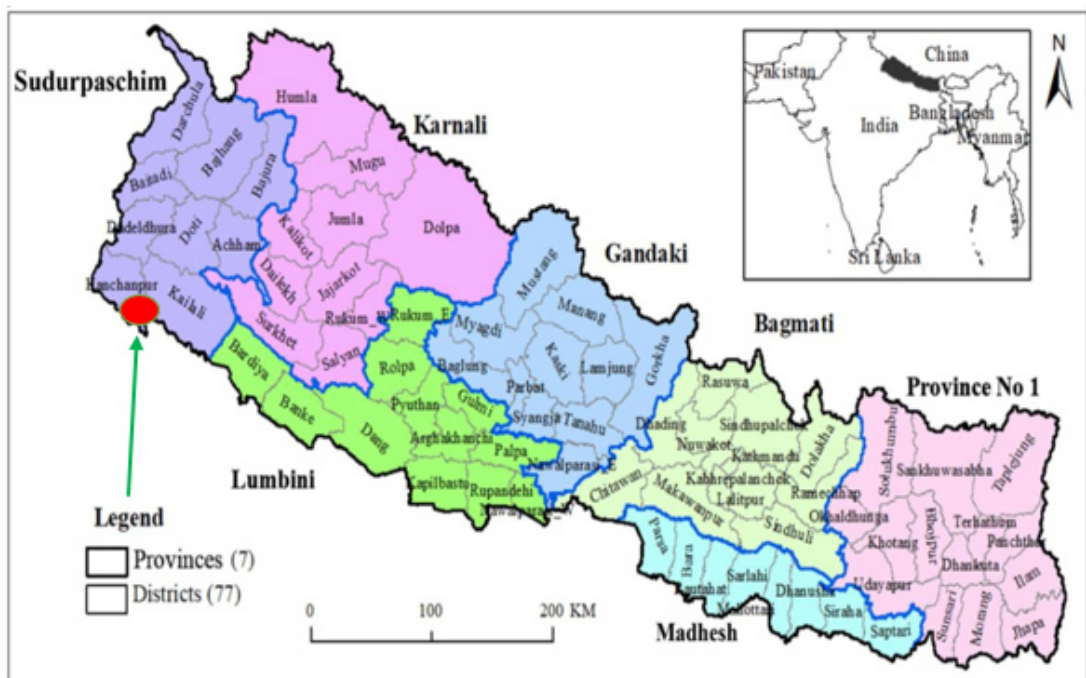 Sudurpaschim
Darchula
Bajhang
Baitadi
Bajura
Dadeldhura
Doti
Achham
Kanchanpur
Kailali
Karnali
Humla
Mugu
Jumla
Dolpa
Kalikot
Dailekh
Jajarkot
Surkhet
Rukum_W
Salyan
Lumbini
Rukum_E
Rolpa
Bardiya
Banke
Dang
Pyuthan
Gulmi
Arghakhanchi
Palpa
Kapilbastu
Rupandehi
Nawalparasi_W
Gandaki
Mustang
Manang
Myagdi
Kaski
Lamjung
Gorkha
Baglung
Parbat
Syangja
Tanahu
Nawalparasi_E
Bagmati
Rasuwa
Dhading
Nuwakot
Sindhupalchok
Kathmandu
Dolakha
Kabhrepalanchok
Lalitpur
Ramechhap
Chitawan
Makawanpur
Sindhuli
Madhesh
Parsa
Bara
Rautahat
Sarlahi
Mahottari
Dhanusha
Siraha
Saptari
Province No 1
Solukhumbu
Sankhuwasabha
Taplejung
Okhaldhunga
Khotang
Bhojpur
Terhathum
Panchthar
Dhankuta
Ilam
Udayapur
Sunsari
Morang
Jhapa
China
Pakistan
India
Bangladesh
Myanmar
Sri Lanka
N
Legend
Provinces (7)
Districts (77)
0 100 200 KM